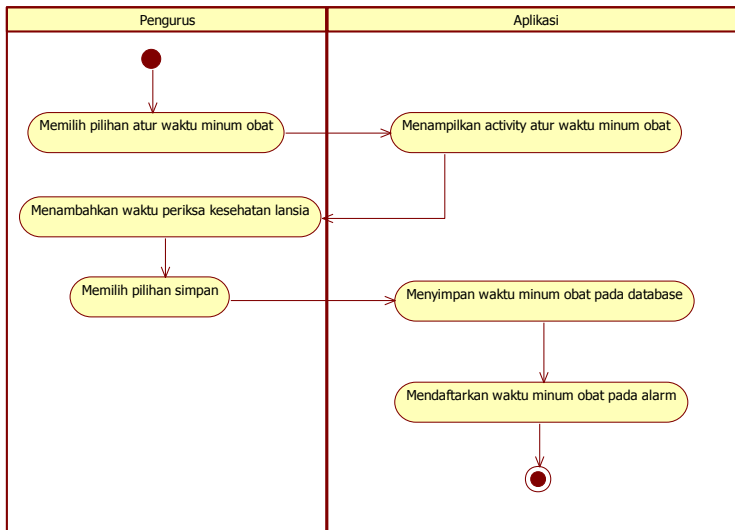 Pengurus
Aplikasi
Memilih pilihan atur waktu minum obat
Menampilkan activity atur waktu minum obat
Menambahkan waktu periksa kesehatan lansia
Memilih pilihan simpan
Menyimpan waktu minum obat pada database
Mendaftarkan waktu minum obat pada alarm